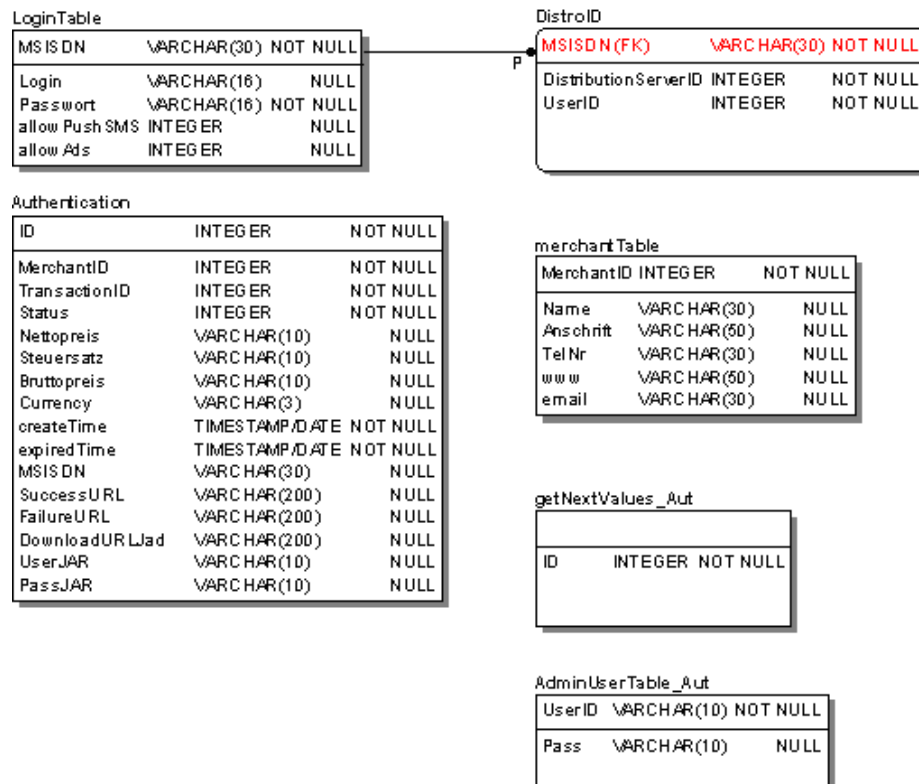 LoginTable
MSISDN VARCHAR(30) NOT NULL
Login VARCHAR(16) NULL
Passwort VARCHAR(16) NOT NULL
allow Push SMS INTEGER NULL
allow Ads INTEGER NULL
P
DistroID
MSISDN (FK) VARCHAR(30) NOT NULL
DistributionServerID INTEGER NOT NULL
UserID INTEGER NOT NULL
Authentication
ID INTEGER NOT NULL
MerchantID INTEGER NOT NULL
TransactionID INTEGER NOT NULL
Status INTEGER NOT NULL
Nettopreis VARCHAR(10) NULL
Steuersatz VARCHAR(10) NULL
Bruttopreis VARCHAR(10) NULL
Currency VARCHAR(3) NULL
createTime TIMESTAMP/DATE NOT NULL
expiredTime TIMESTAMP/DATE NOT NULL
MSISDN VARCHAR(30) NULL
SuccessURL VARCHAR(200) NULL
FailureURL VARCHAR(200) NULL
DownloadURLJad VARCHAR(200) NULL
UserJAR VARCHAR(10) NULL
PassJAR VARCHAR(10) NULL
merchantTable
MerchantID INTEGER NOT NULL
Name VARCHAR(30) NULL
Anschrift VARCHAR(50) NULL
TelNr VARCHAR(30) NULL
www VARCHAR(50) NULL
email VARCHAR(30) NULL
getNextValues_Aut
ID INTEGER NOT NULL
AdminUserTable_Aut
UserID VARCHAR(10) NOT NULL
Pass VARCHAR(10) NULL